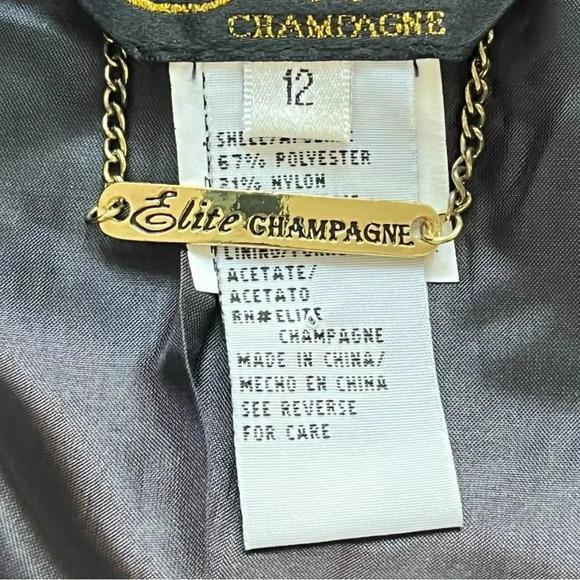 CHAMPAGNE
12
67% POLYESTER
NYLON
Elite CHAMPAGNE
ACETATE/
ACETATO
RN#ELITE
CHAMPAGNE
MADE IN CHINA/
MECHO EN CHINA
SEE REVERSE
FOR CARE